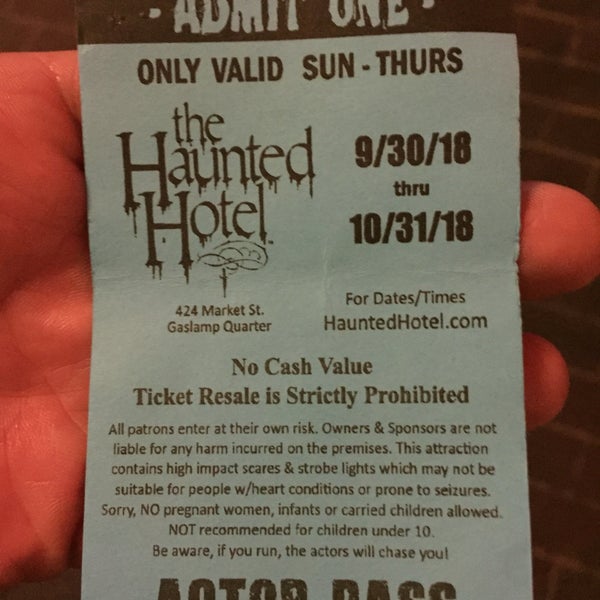 · ADMIT ONE ·
ONLY VALID SUN - THURS
the
Haunted
Hotel
9/30/18
thru
10/31/18
424 Market St.
Gaslamp Quarter
For Dates/Times
HauntedHotel.com
No Cash Value
Ticket Resale is Strictly Prohibited
All patrons enter at their own risk. Owners & Sponsors are not
liable for any harm incurred on the premises. This attraction
contains high impact scares & strobe lights which may not be
suitable for people w/heart conditions or prone to seizures.
Sorry, NO pregnant women, infants or carried children allowed.
NOT recommended for children under 10.
Be aware, if you run, the actors will chase you!
ACTOR PASS